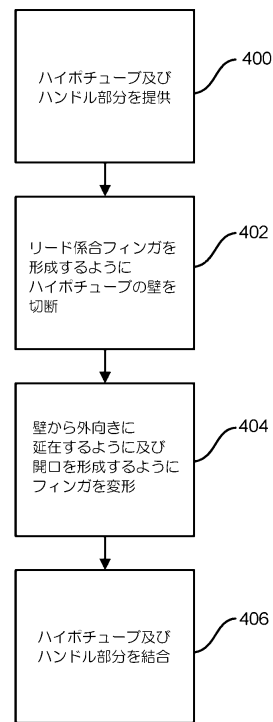 ハイポチューブ及び
ハンドル部分を提供
400
リード係合フィンガを
形成するように
ハイポチューブの壁を
切断
402
壁から外向きに
延在するように及び
開口を形成するように
フィンガを変形
404
ハイポチューブ及び
ハンドル部分を結合
406